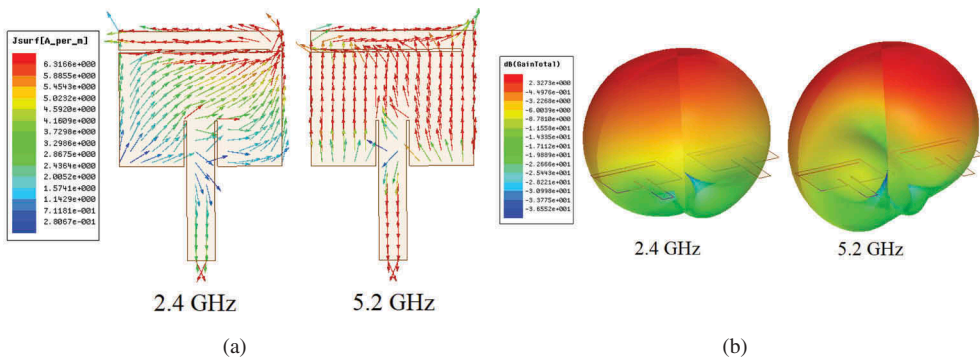 Jsurf[A_per_m]
6.3166e+000
5.8855e+000
5.4543e+000
5.0232e+000
4.5920e+000
4.1609e+000
3.7298e+000
3.2986e+000
2.8675e+000
2.4364e+000
2.0052e+000
1.5741e+000
1.1429e+000
7.1181e-001
2.8067e-001
2.4 GHz
5.2 GHz
(a)
dB(GainTotal)
2.3273e+000
-4.4976e-001
-3.2268e+000
-6.0039e+000
-8.7810e+000
-1.1558e+001
-1.4335e+001
-1.7112e+001
-1.9889e+001
-2.2666e+001
-2.5443e+001
-2.8221e+001
-3.0998e+001
-3.3775e+001
-3.6552e+001
2.4 GHz
5.2 GHz
(b)